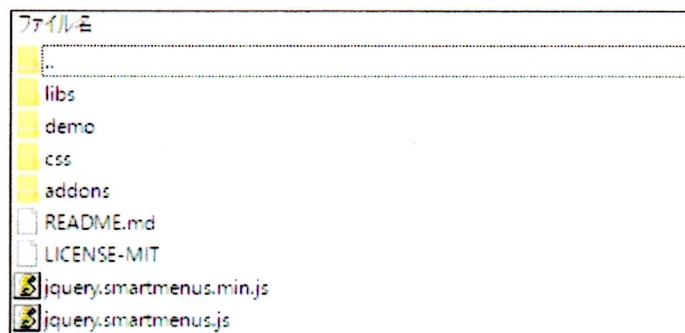 ファイル名
..
libs
demo
css
addons
README.md
LICENSE-MIT
jquery.smartmenus.min.js
jquery.smartmenus.js